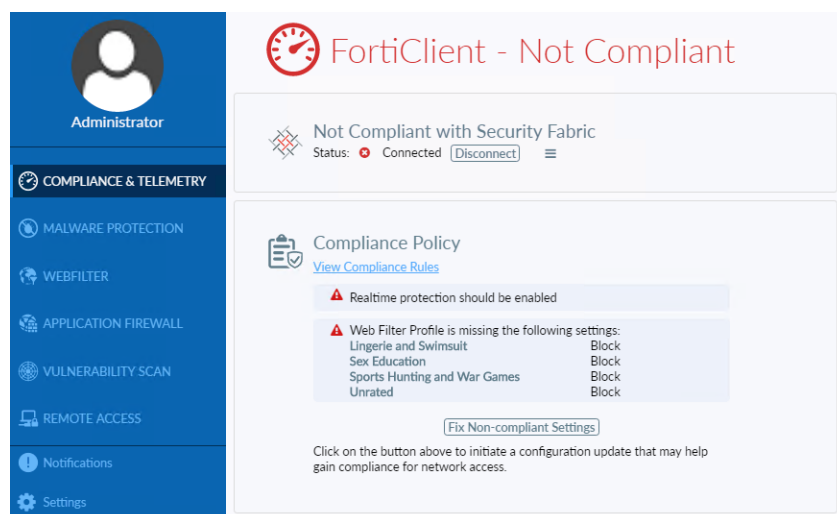 Administrator
COMPLIANCE & TELEMETRY
MALWARE PROTECTION
WEBFILTER
APPLICATION FIREWALL
VULNERABILITY SCAN
REMOTE ACCESS
Notifications
Settings
FortiClient - Not Compliant
Not Compliant with Security Fabric
Status: Connected Disconnect
Compliance Policy
View Compliance Rules
Realtime protection should be enabled
Web Filter Profile is missing the following settings:
Lingerie and Swimsuit Block
Sex Education Block
Sports Hunting and War Games Block
Unrated Block
Fix Non-compliant Settings
Click on the button above to initiate a configuration update that may help
gain compliance for network access.